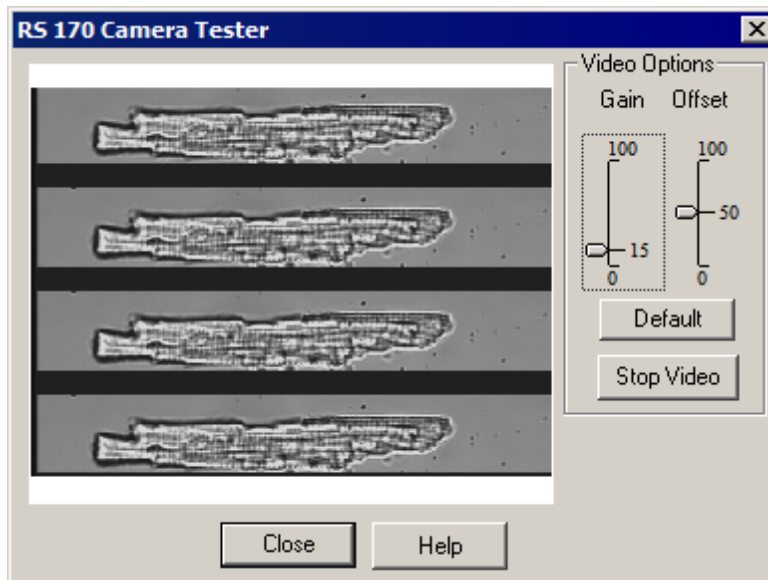 RS 170 Camera Tester
Video Options
Gain Offset
100 100
50
15
0 0
Default
Stop Video
Close Help